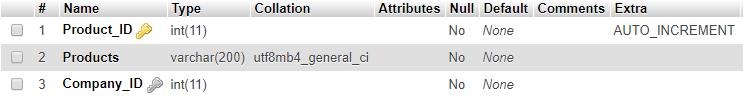 # Name Type Collation Attributes Null Default Comments Extra
1 Product_ID int(11) No None AUTO_INCREMENT
2 Products varchar(200) utf8mb4_general_ci No None
3 Company_ID int(11) No None